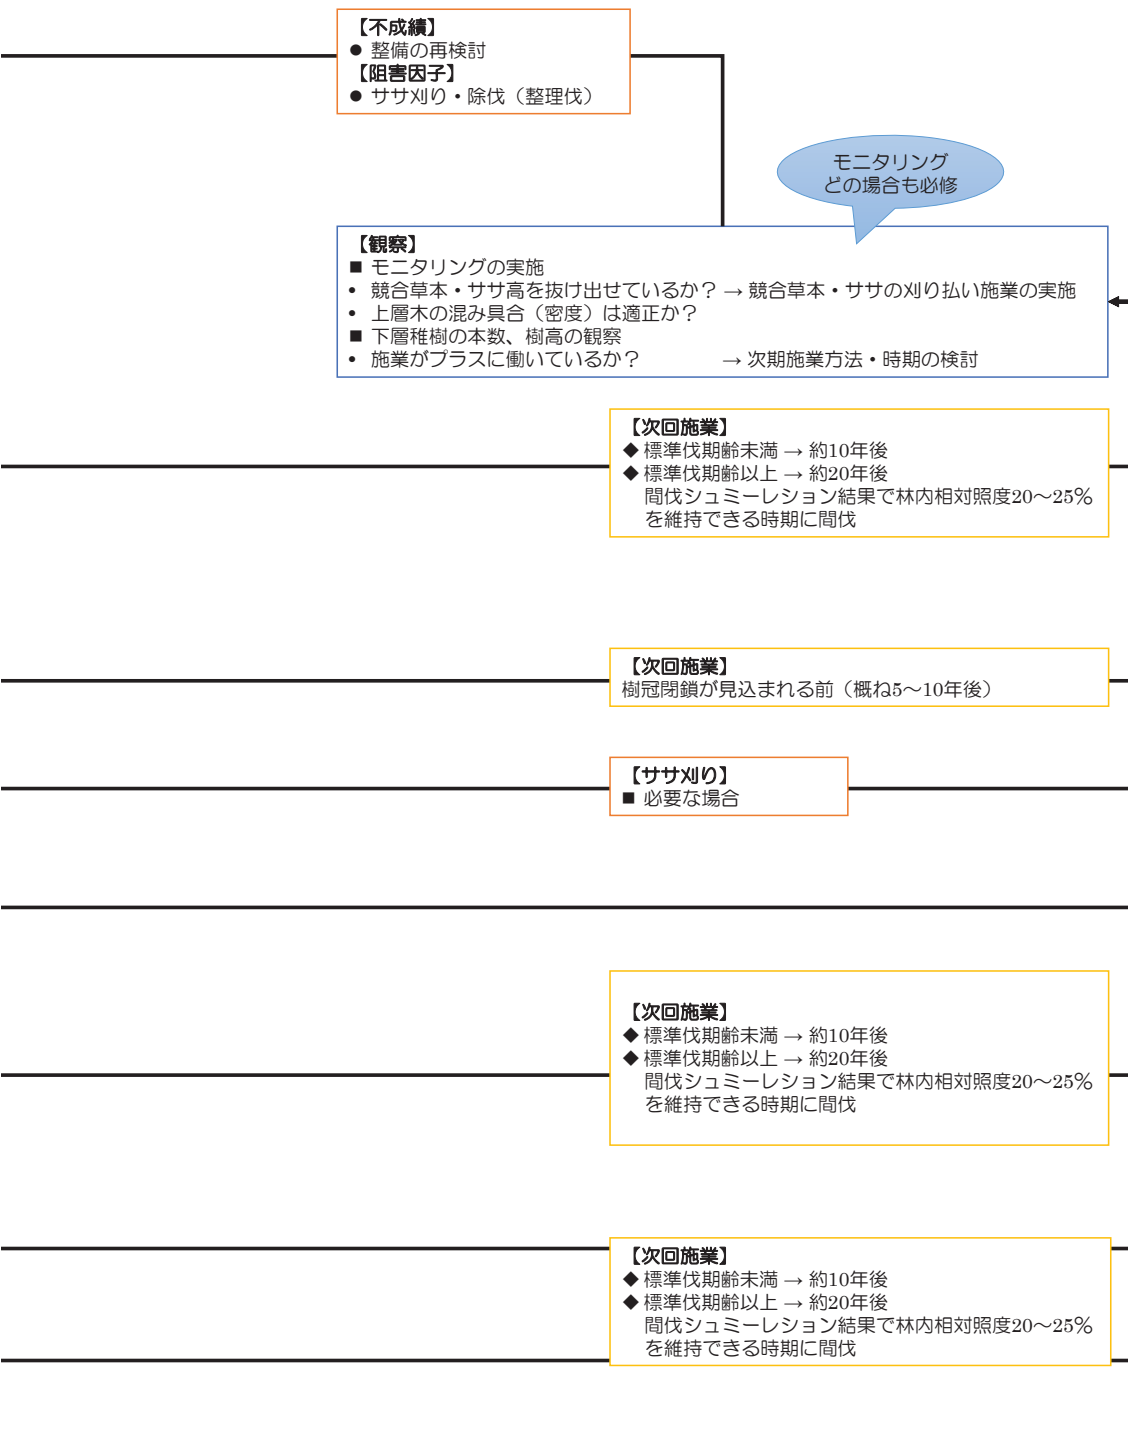 【不成績】
● 整備の再検討
【阻害因子】
● ササ刈り・除伐（整理伐）
モニタリング
どの場合も必修
【観察】
■ モニタリングの実施
• 競合草本・ササ高を抜け出せているか？ → 競合草本・ササの刈り払い施業の実施
• 上層木の混み具合（密度）は適正か？
■ 下層稚樹の本数、樹高の観察
• 施業がプラスに働いているか？ → 次期施業方法・時期の検討
【次回施業】
◆ 標準伐期齢未満 → 約10年後
◆ 標準伐期齢以上 → 約20年後
間伐シュミーレション結果で林内相対照度20～25％
を維持できる時期に間伐
【次回施業】
樹冠閉鎖が見込まれる前（概ね5～10年後）
【ササ刈り】
■ 必要な場合
【次回施業】
◆ 標準伐期齢未満 → 約10年後
◆ 標準伐期齢以上 → 約20年後
間伐シュミーレション結果で林内相対照度20～25％
を維持できる時期に間伐
【次回施業】
◆ 標準伐期齢未満 → 約10年後
◆ 標準伐期齢以上 → 約20年後
間伐シュミーレション結果で林内相対照度20～25％
を維持できる時期に間伐